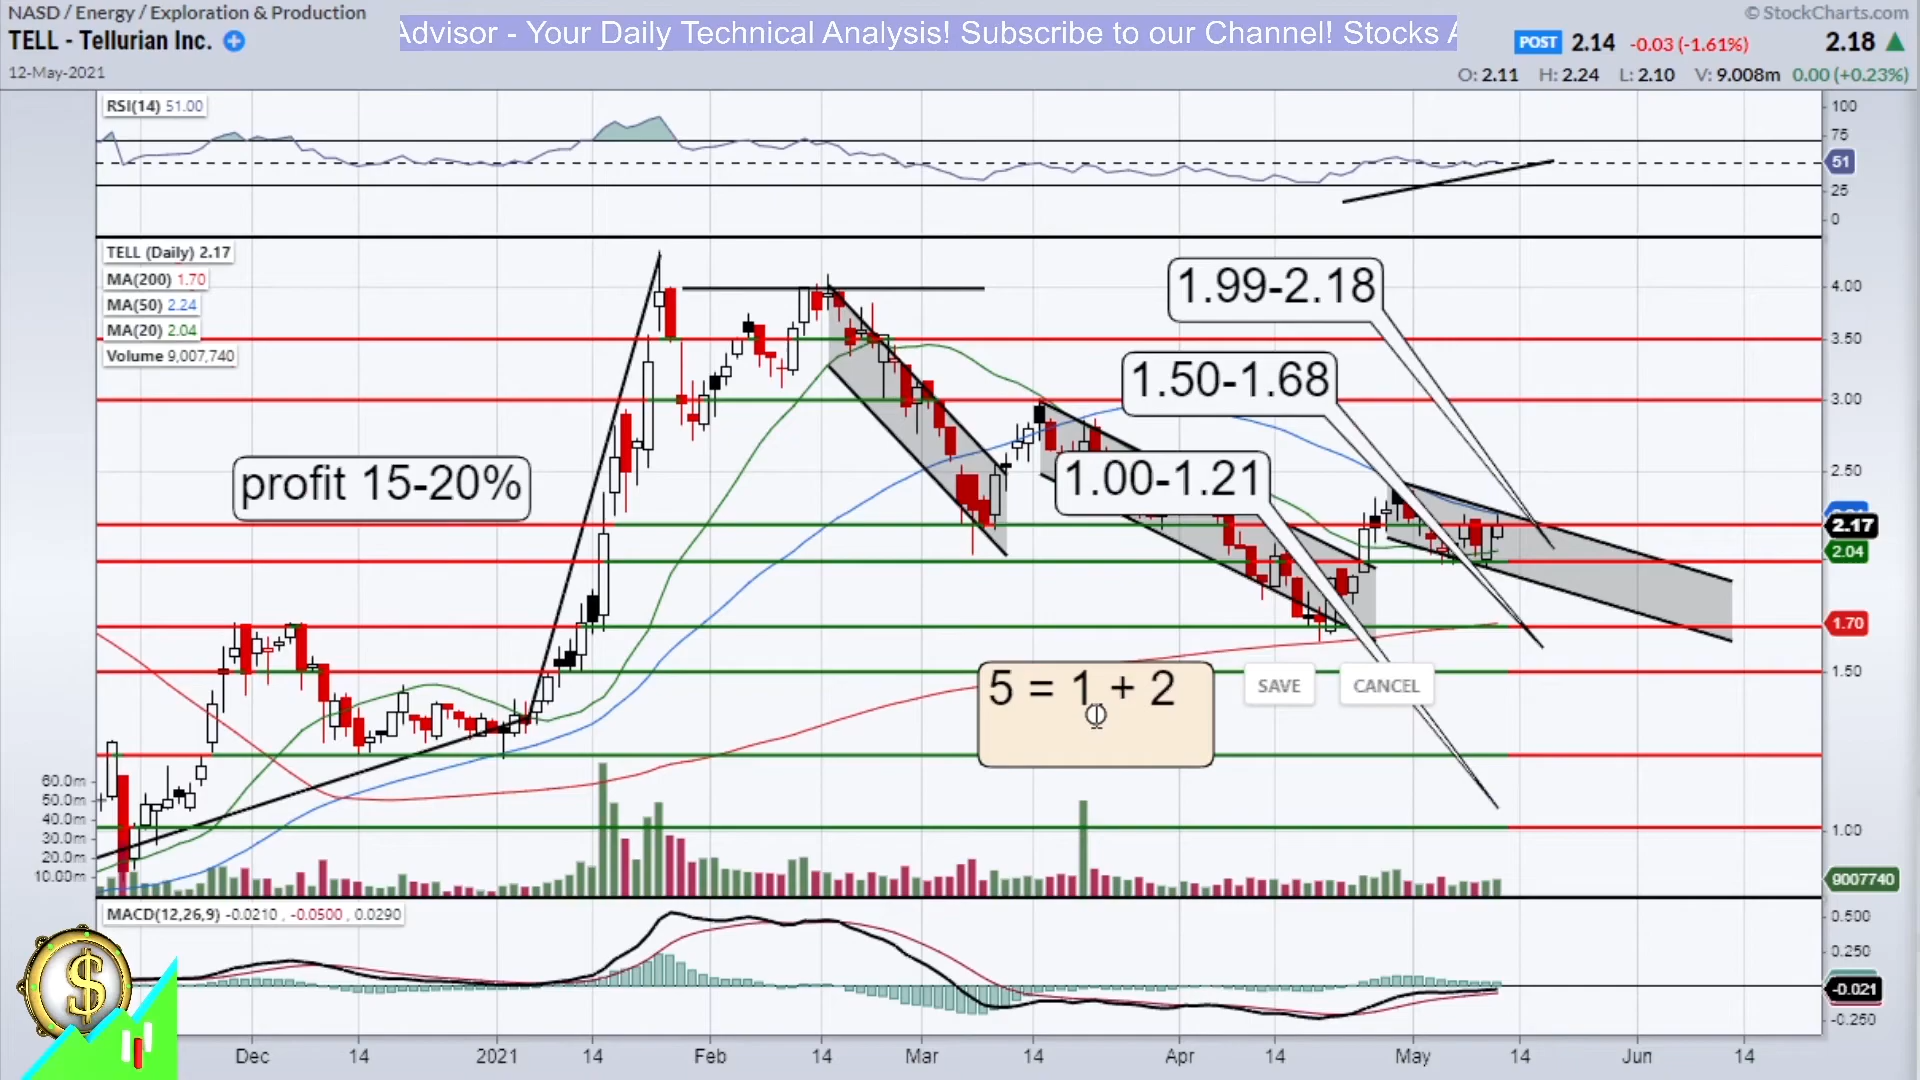 NASD / Energy / Exploration & Production
Advisor - Your Daily Technical Analysis! Subscribe to our Channel! Stocks
© StockCharts.com
TELL - Tellurian Inc.
POST 2.14 -0.03 (-1.61%) 2.18
12-May-2021
O: 2.11 H: 2.24 L: 2.10 V: 9.008m 0.00 (+0.23%)
RSI(14) 51.00
100
75
51
25
0
TELL (Daily) 2.17
MA(200) 1.70
MA(50) 2.24
MA(20) 2.04
Volume 9,007,740
1.99-2.18
1.50-1.68
1.00-1.21
profit 15-20%
5 = 1 + 2
SAVE
CANCEL
4.00
3.50
3.00
2.50
2.17
2.04
1.70
1.50
1.00
9007740
60.0m
50.0m
40.0m
30.0m
20.0m
10.00m
MACD(12,26,9) -0.0210 , -0.0500 , 0.0290
0.500
0.250
-0.021
-0.250
$
Dec 14 2021 14 Feb 14 Mar 14 Apr 14 May 14 Jun 14